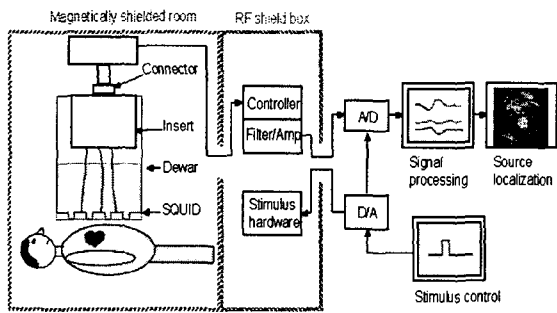 Magnetically shielded room
RF shield box
Connector
Insert
Dewar
SQUID
Controller
Filter/Amp
Stimulus
hardware
A/D
D/A
Signal
processing
Source
localization
Stimulus control